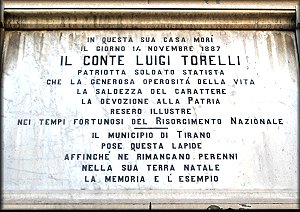 IN QUESTA SUA CASA MORÌ
IL GIORNO 14 NOVEMBRE 1887
IL CONTE LUIGI TORELLI
PATRIOTTA SOLDATO STATISTA
CHE LA GENEROSA OPEROSITÀ DELLA VITA
LA SALDEZZA DEL CARATTERE
LA DEVOZIONE ALLA PATRIA
RESERO ILLUSTRE
NEI TEMPI FORTUNOSI DEL RISORGIMENTO NAZIONALE
IL MUNICIPIO DI TIRANO
POSE QUESTA LAPIDE
AFFINCHÈ NE RIMANGANO PERENNI
NELLA SUA TERRA NATALE
LA MEMORIA E L'ESEMPIO